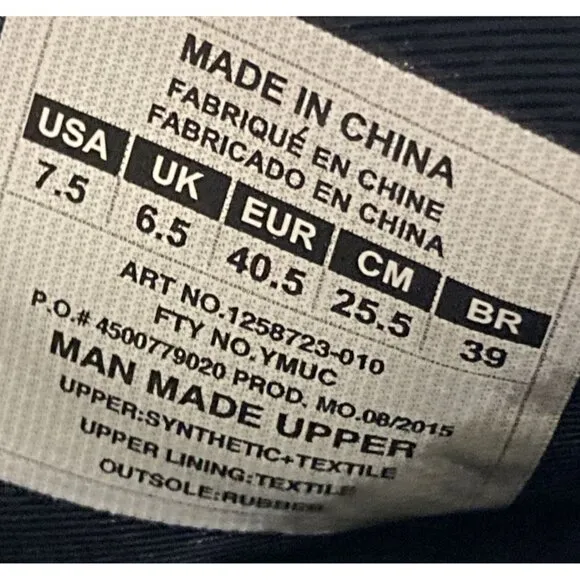 MADE IN CHINA
FABRIQUÉ EN CHINE
FABRICADO EN CHINA
USA UK EUR CM BR
7.5 6.5 40.5 25.5 39
ART NO.1258723-010
FTY NO.YMUC
P.O.# 4500779020 PROD. MO.08/2015
MAN MADE UPPER
UPPER:SYNTHETIC+TEXTILE
UPPER LINING:TEXTILE
OUTSOLE:RUBBER